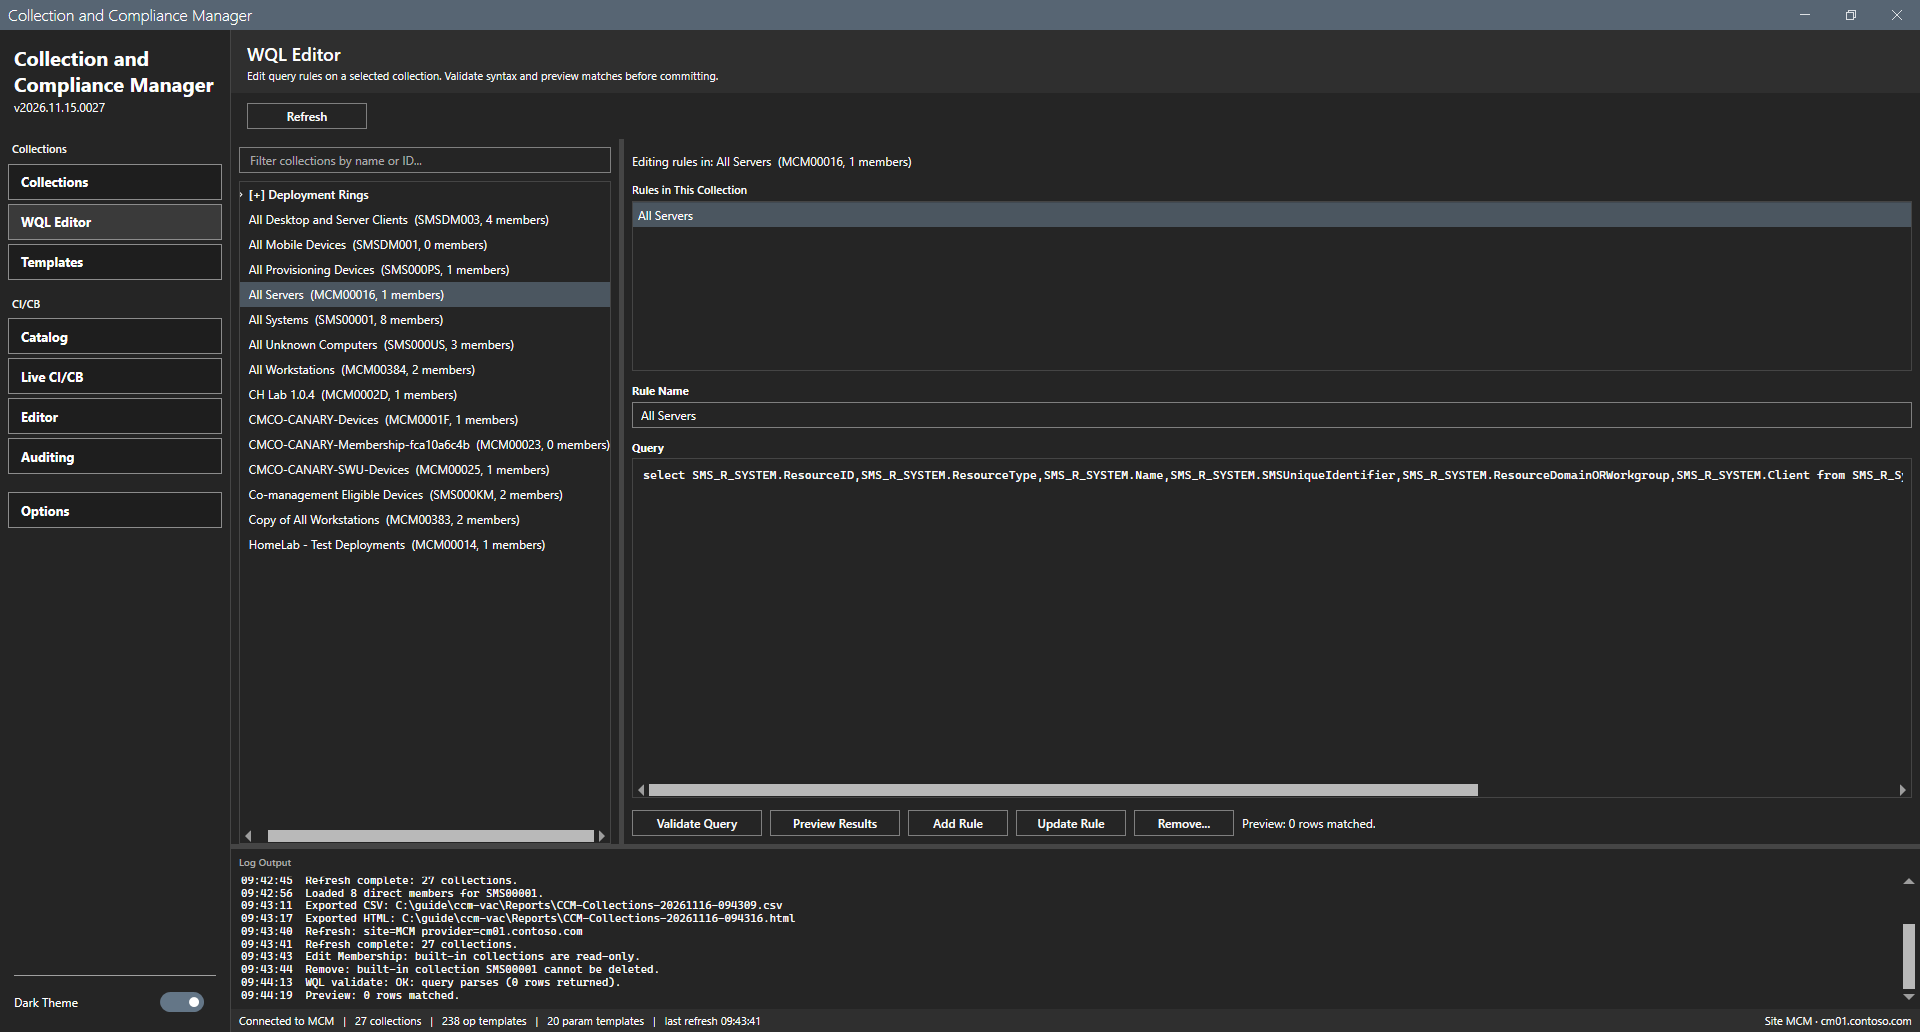 Collection and Compliance Manager
Collection and
Compliance Manager
v2026.11.15.0027
Collections
Collections
WQL Editor
Templates
CI/CB
Catalog
Live CI/CB
Editor
Auditing
Options
Dark Theme
WQL Editor
Edit query rules on a selected collection. Validate syntax and preview matches before committing.
Refresh
Filter collections by name or ID...
[+] Deployment Rings
All Desktop and Server Clients (SMSDM003, 4 members)
All Mobile Devices (SMSDM001, 0 members)
All Provisioning Devices (SMS000PS, 1 members)
All Servers (MCM00016, 1 members)
All Systems (SMS00001, 8 members)
All Unknown Computers (SMS000US, 3 members)
All Workstations (MCM00384, 2 members)
CH Lab 1.0.4 (MCM0002D, 1 members)
CMCO-CANARY-Devices (MCM0001F, 1 members)
CMCO-CANARY-Membership-fca10a6c4b (MCM00023, 0 members)
CMCO-CANARY-SWU-Devices (MCM00025, 1 members)
Co-management Eligible Devices (SMS000KM, 2 members)
Copy of All Workstations (MCM00383, 2 members)
HomeLab - Test Deployments (MCM00014, 1 members)
Editing rules in: All Servers (MCM00016, 1 members)
Rules in This Collection
All Servers
Rule Name
All Servers
Query
select SMS_R_SYSTEM.ResourceID,SMS_R_SYSTEM.ResourceType,SMS_R_SYSTEM.Name,SMS_R_SYSTEM.SMSUniqueIdentifier,SMS_R_SYSTEM.ResourceDomainORWorkgroup,SMS_R_SYSTEM.Client from SMS_R_S
Validate Query
Preview Results
Add Rule
Update Rule
Remove...
Preview: 0 rows matched.
Log Output
09:42:45 Refresh complete: 27 collections.
09:42:56 Loaded 8 direct members for SMS00001.
09:43:11 Exported CSV: C:\guide\ccm-vac\Reports\CCM-Collections-20261116-094309.csv
09:43:17 Exported HTML: C:\guide\ccm-vac\Reports\CCM-Collections-20261116-094316.html
09:43:40 Refresh: site=MCM provider=cm01.contoso.com
09:43:41 Refresh complete: 27 collections.
09:43:43 Edit Membership: built-in collections are read-only.
09:43:44 Remove: built-in collection SMS00001 cannot be deleted.
09:44:13 WQL validate: OK: query parses (0 rows returned).
09:44:19 Preview: 0 rows matched.
Connected to MCM | 27 collections | 238 op templates | 20 param templates | last refresh 09:43:41
Site MCM · cm01.contoso.com